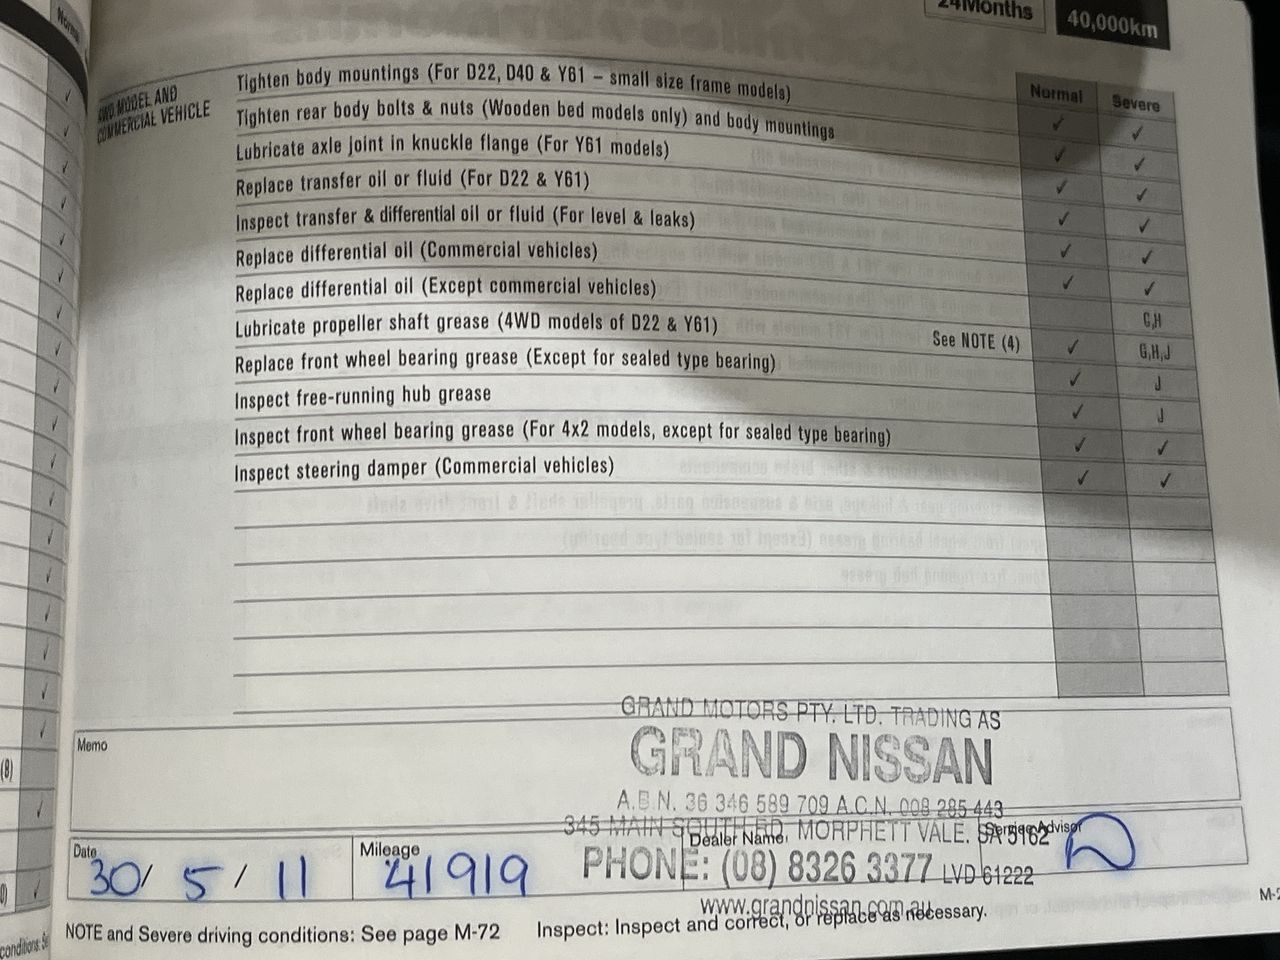 24Months
40,000km
Normal
4WD MODEL AND
COMMERCIAL VEHICLE
Normal Severe
Tighten body mountings (For D22, D40 & Y61 – small size frame models) ✓ ✓
Tighten rear body bolts & nuts (Wooden bed models only) and body mountings ✓ ✓
Lubricate axle joint in knuckle flange (For Y61 models) ✓ ✓
Replace transfer oil or fluid (For D22 & Y61) ✓ ✓
Inspect transfer & differential oil or fluid (For level & leaks) ✓ ✓
Replace differential oil (Commercial vehicles) ✓ ✓
Replace differential oil (Except commercial vehicles) G,H
Lubricate propeller shaft grease (4WD models of D22 & Y61) See NOTE (4) ✓ G,H,J
Replace front wheel bearing grease (Except for sealed type bearing) ✓ J
Inspect free-running hub grease ✓ J
Inspect front wheel bearing grease (For 4x2 models, except for sealed type bearing) ✓ ✓
Inspect steering damper (Commercial vehicles) ✓ ✓
(8)
Memo
GRAND MOTORS PTY. LTD. TRADING AS
GRAND NISSAN
A.B.N. 36 346 589 709 A.C.N. 008 285 443
345 MAIN SOUTH RD, MORPHETT VALE. SA 5162
PHONE: (08) 8326 3377 LVD 61222
www.grandnissan.com.au
Date
30/ 5 / 11
Mileage
41919
Dealer Name
Service Advisor
NOTE and Severe driving conditions: See page M-72
Inspect: Inspect and correct, or replace as necessary.